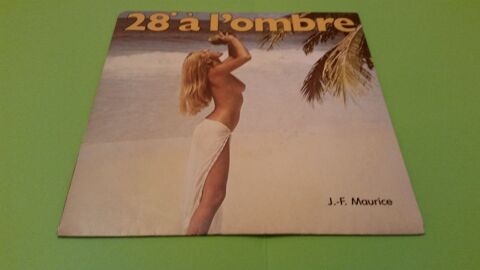 28° à l'ombre
J.-F. Maurice